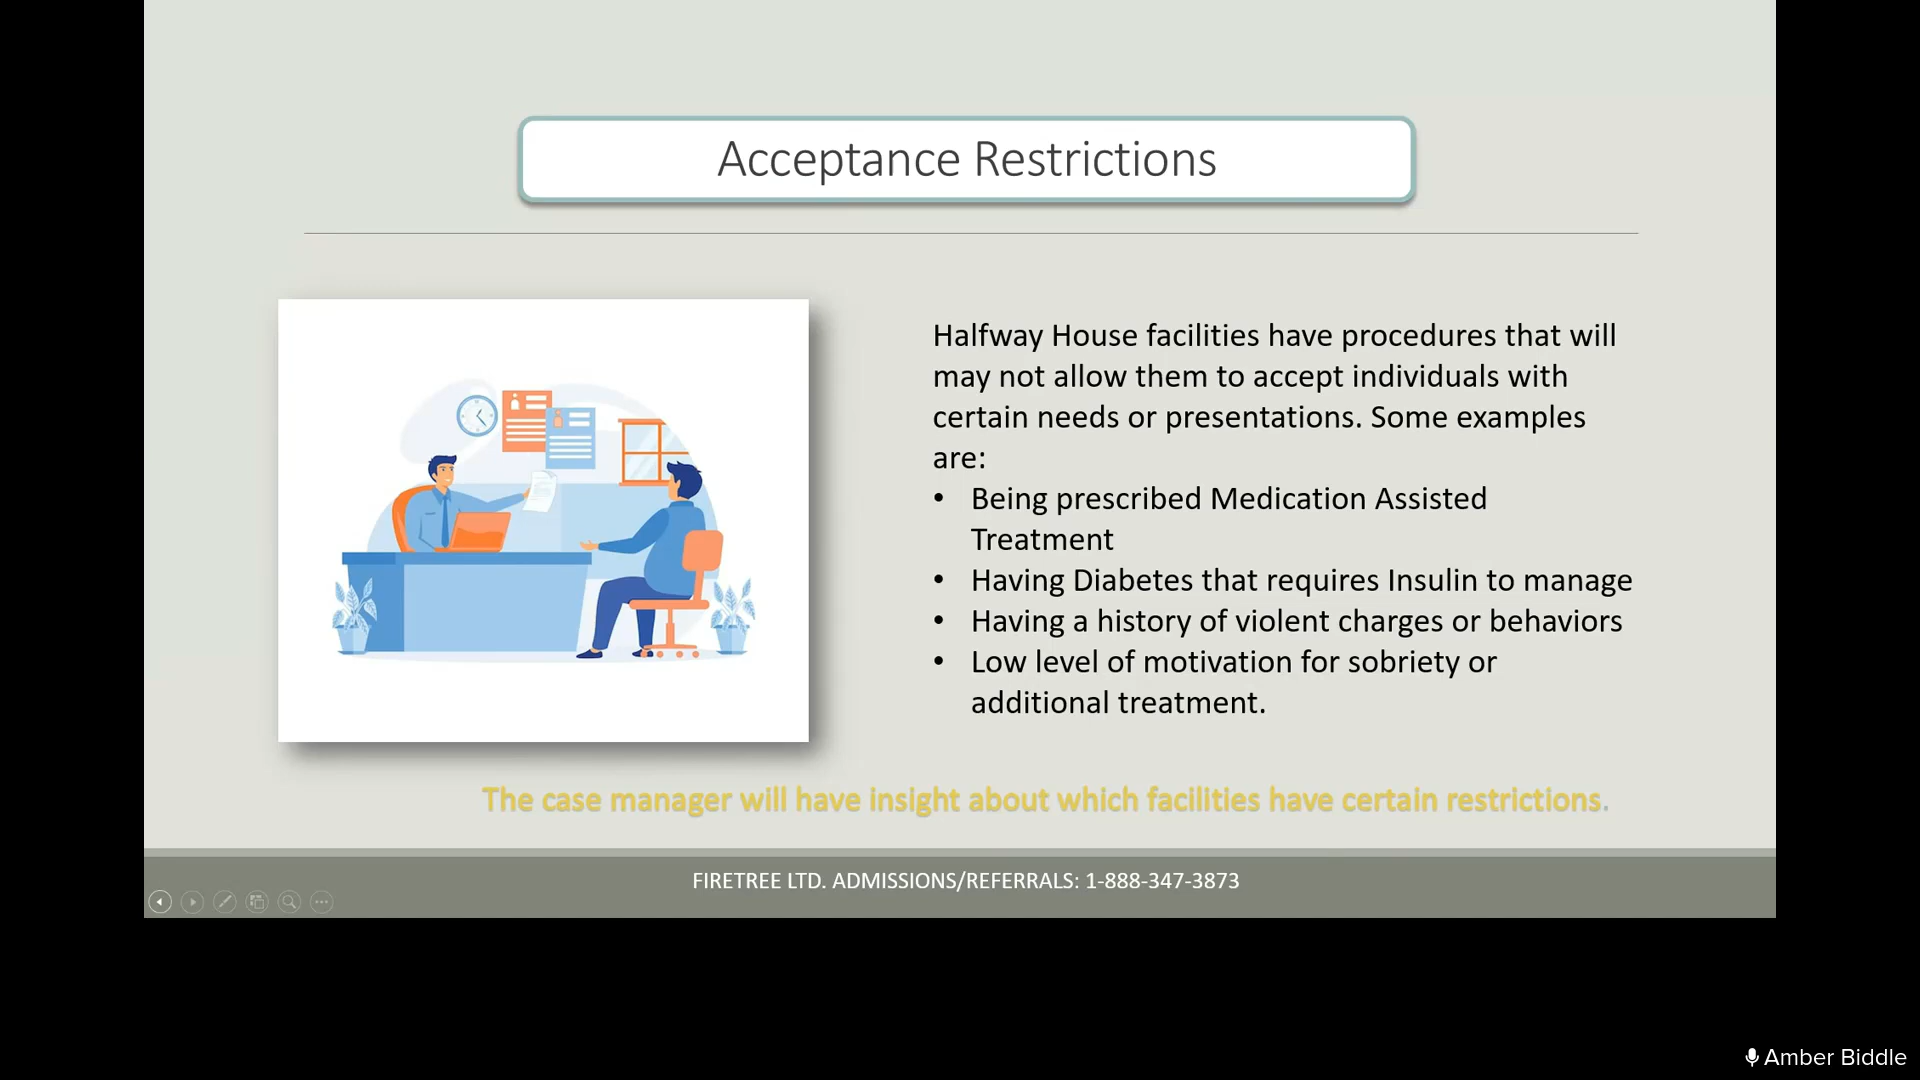 Acceptance Restrictions
Halfway House facilities have procedures that will
may not allow them to accept individuals with
certain needs or presentations. Some examples
are:
• Being prescribed Medication Assisted
Treatment
• Having Diabetes that requires Insulin to manage
• Having a history of violent charges or behaviors
• Low level of motivation for sobriety or
additional treatment.
The case manager will have insight about which facilities have certain restrictions.
FIRETREE LTD. ADMISSIONS/REFERRALS: 1-888-347-3873
Amber Biddle